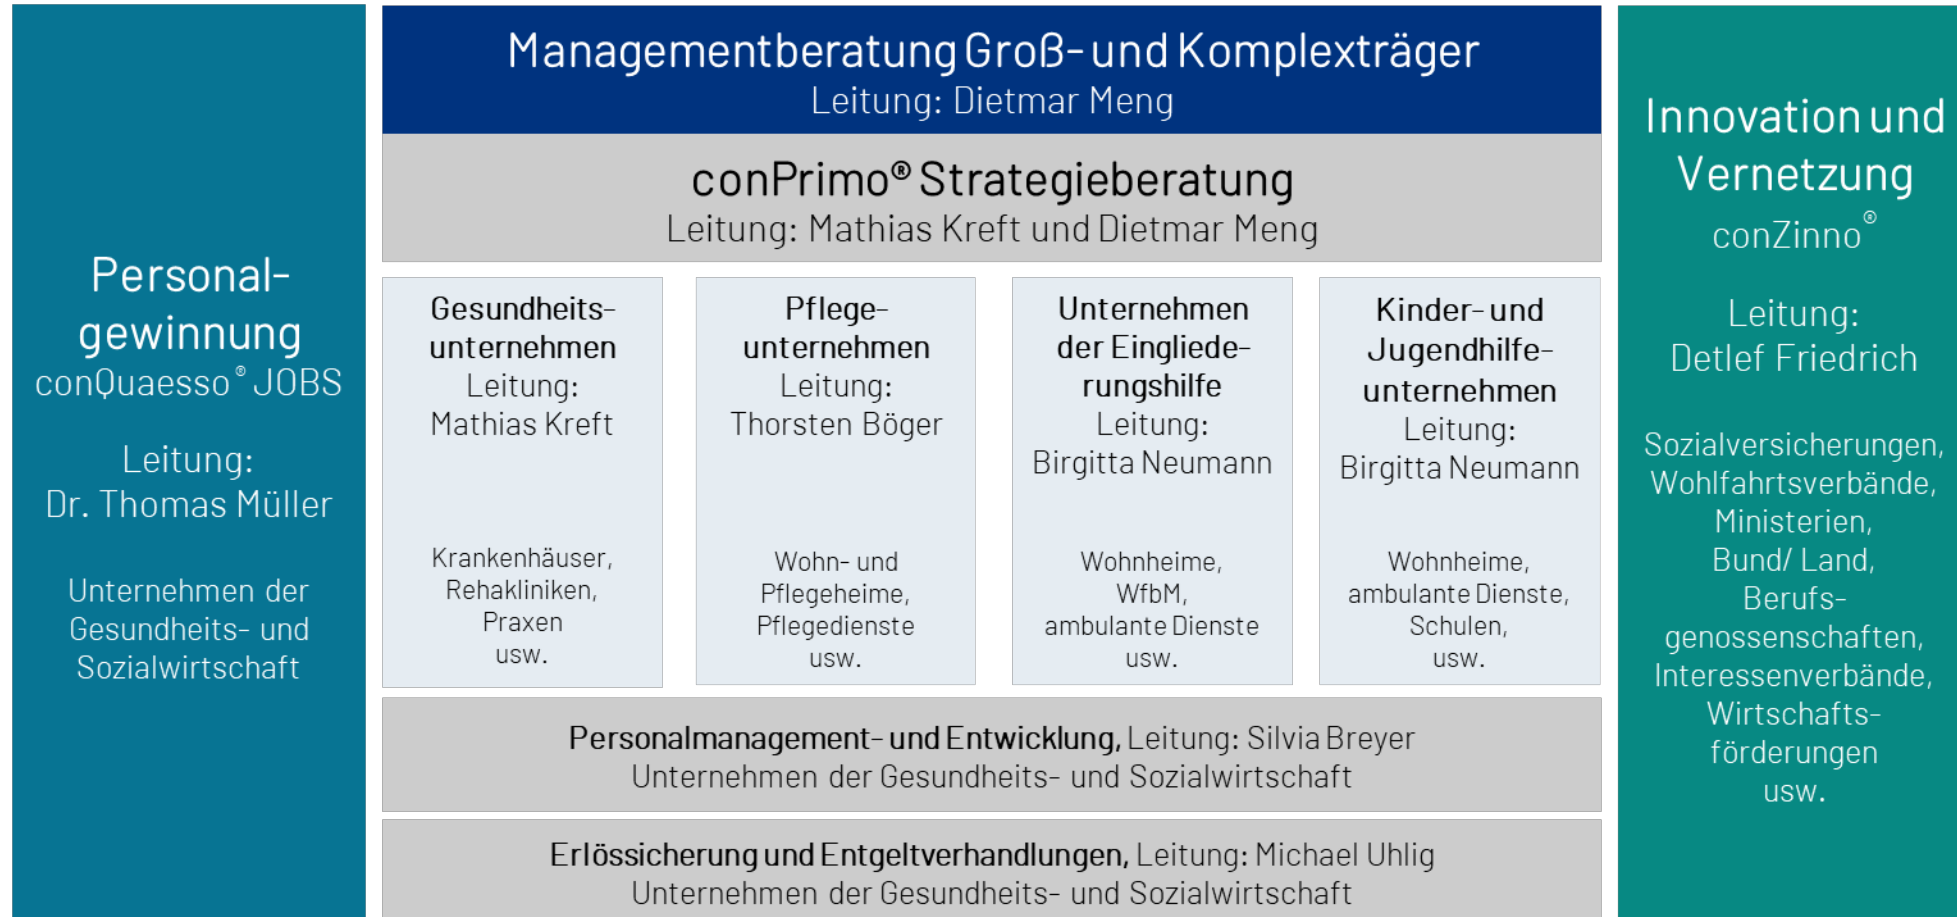 Personal-
gewinnung
conQuaesso® JOBS
Leitung:
Dr. Thomas Müller
Unternehmen der
Gesundheits- und
Sozialwirtschaft
Managementberatung Groß- und Komplexträger
Leitung: Dietmar Meng
conPrimo® Strategieberatung
Leitung: Mathias Kreft und Dietmar Meng
Gesundheits-
unternehmen
Leitung:
Mathias Kreft
Krankenhäuser,
Rehakliniken,
Praxen
usw.
Pflege-
unternehmen
Leitung:
Thorsten Böger
Wohn- und
Pflegeheime,
Pflegedienste
usw.
Unternehmen
der Eingliede-
rungshilfe
Leitung:
Birgitta Neumann
Wohnheime,
WfbM,
ambulante Dienste
usw.
Kinder- und
Jugendhilfe-
unternehmen
Leitung:
Birgitta Neumann
Wohnheime,
ambulante Dienste,
Schulen,
usw.
Personalmanagement- und Entwicklung, Leitung: Silvia Breyer
Unternehmen der Gesundheits- und Sozialwirtschaft
Erlössicherung und Entgeltverhandlungen, Leitung: Michael Uhlig
Unternehmen der Gesundheits- und Sozialwirtschaft
Innovation und
Vernetzung
conZinno®
Leitung:
Detlef Friedrich
Sozialversicherungen,
Wohlfahrtsverbände,
Ministerien,
Bund/ Land,
Berufs-
genossenschaften,
Interessenverbände,
Wirtschafts-
förderungen
usw.